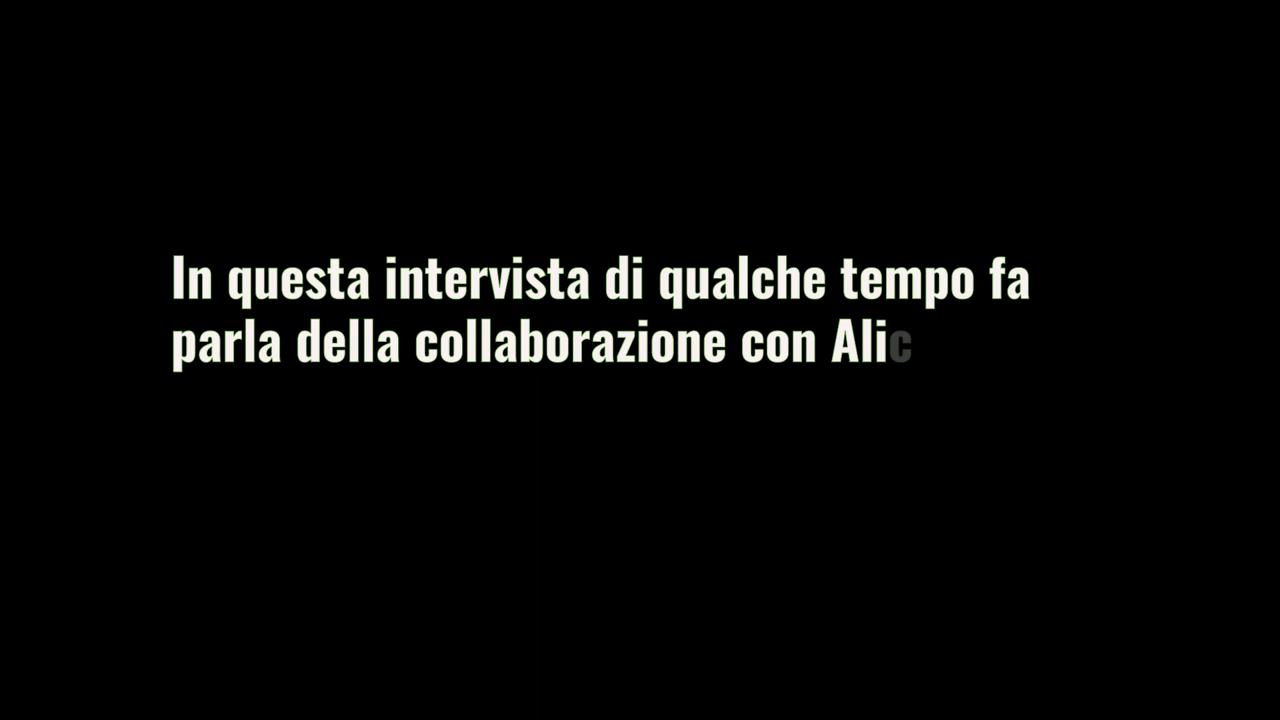 In questa intervista di qualche tempo fa
parla della collaborazione con Alic